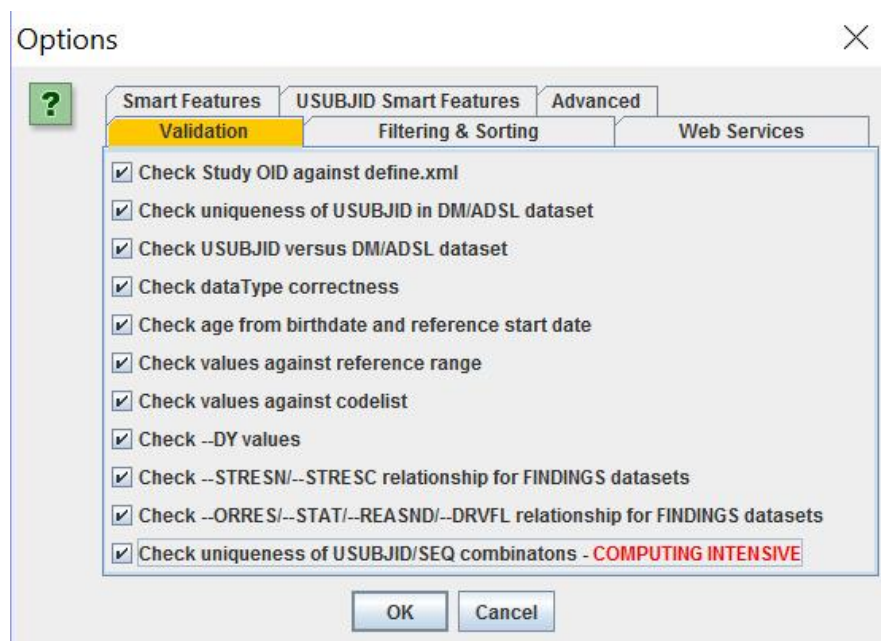 Options
?
Smart Features USUBJID Smart Features Advanced
Validation Filtering & Sorting Web Services
Check Study OID against define.xml
Check uniqueness of USUBJID in DM/ADSL dataset
Check USUBJID versus DM/ADSL dataset
Check dataType correctness
Check age from birthdate and reference start date
Check values against reference range
Check values against codelist
Check --DY values
Check --STRESN/--STRESC relationship for FINDINGS datasets
Check --ORRES/--STAT/--REASND/--DRVFL relationship for FINDINGS datasets
Check uniqueness of USUBJID/SEQ combinatons - COMPUTING INTENSIVE
OK Cancel